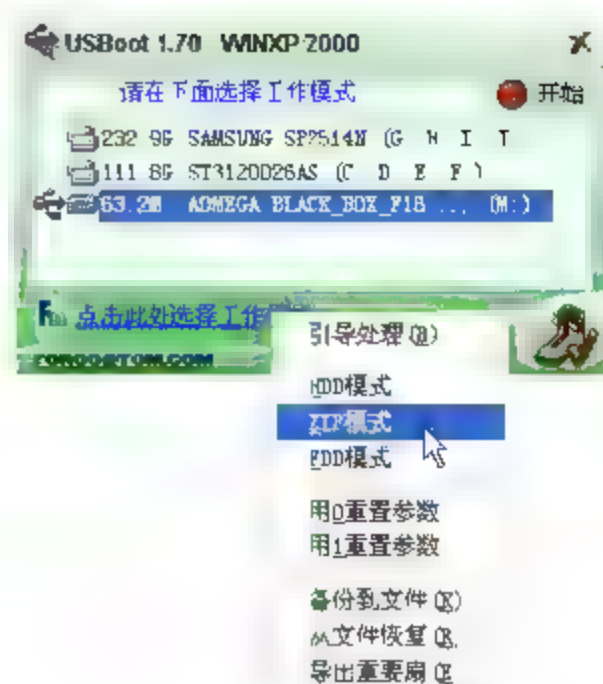 USBoot 1.70 WINXP 2000
请在下面选择工作模式
开始
232 9G SAMSUNG SP2514N (G H I T
111 8G ST3120026AS (C D E F)
63.2M AOMEGA BLACK_BOX_F18 ... (M:)
点击此处选择工作
引导处理(B)
HDD模式
ZIP模式
FDD模式
用0重置参数
用1重置参数
备份到文件
从文件恢复
导出重要扇